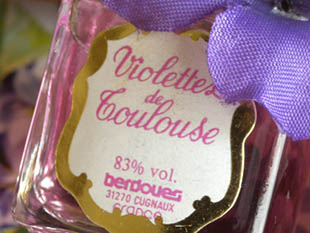 Violettes
de
Toulouse
83% vol.
berdoues
31270 CUGNAUX
France